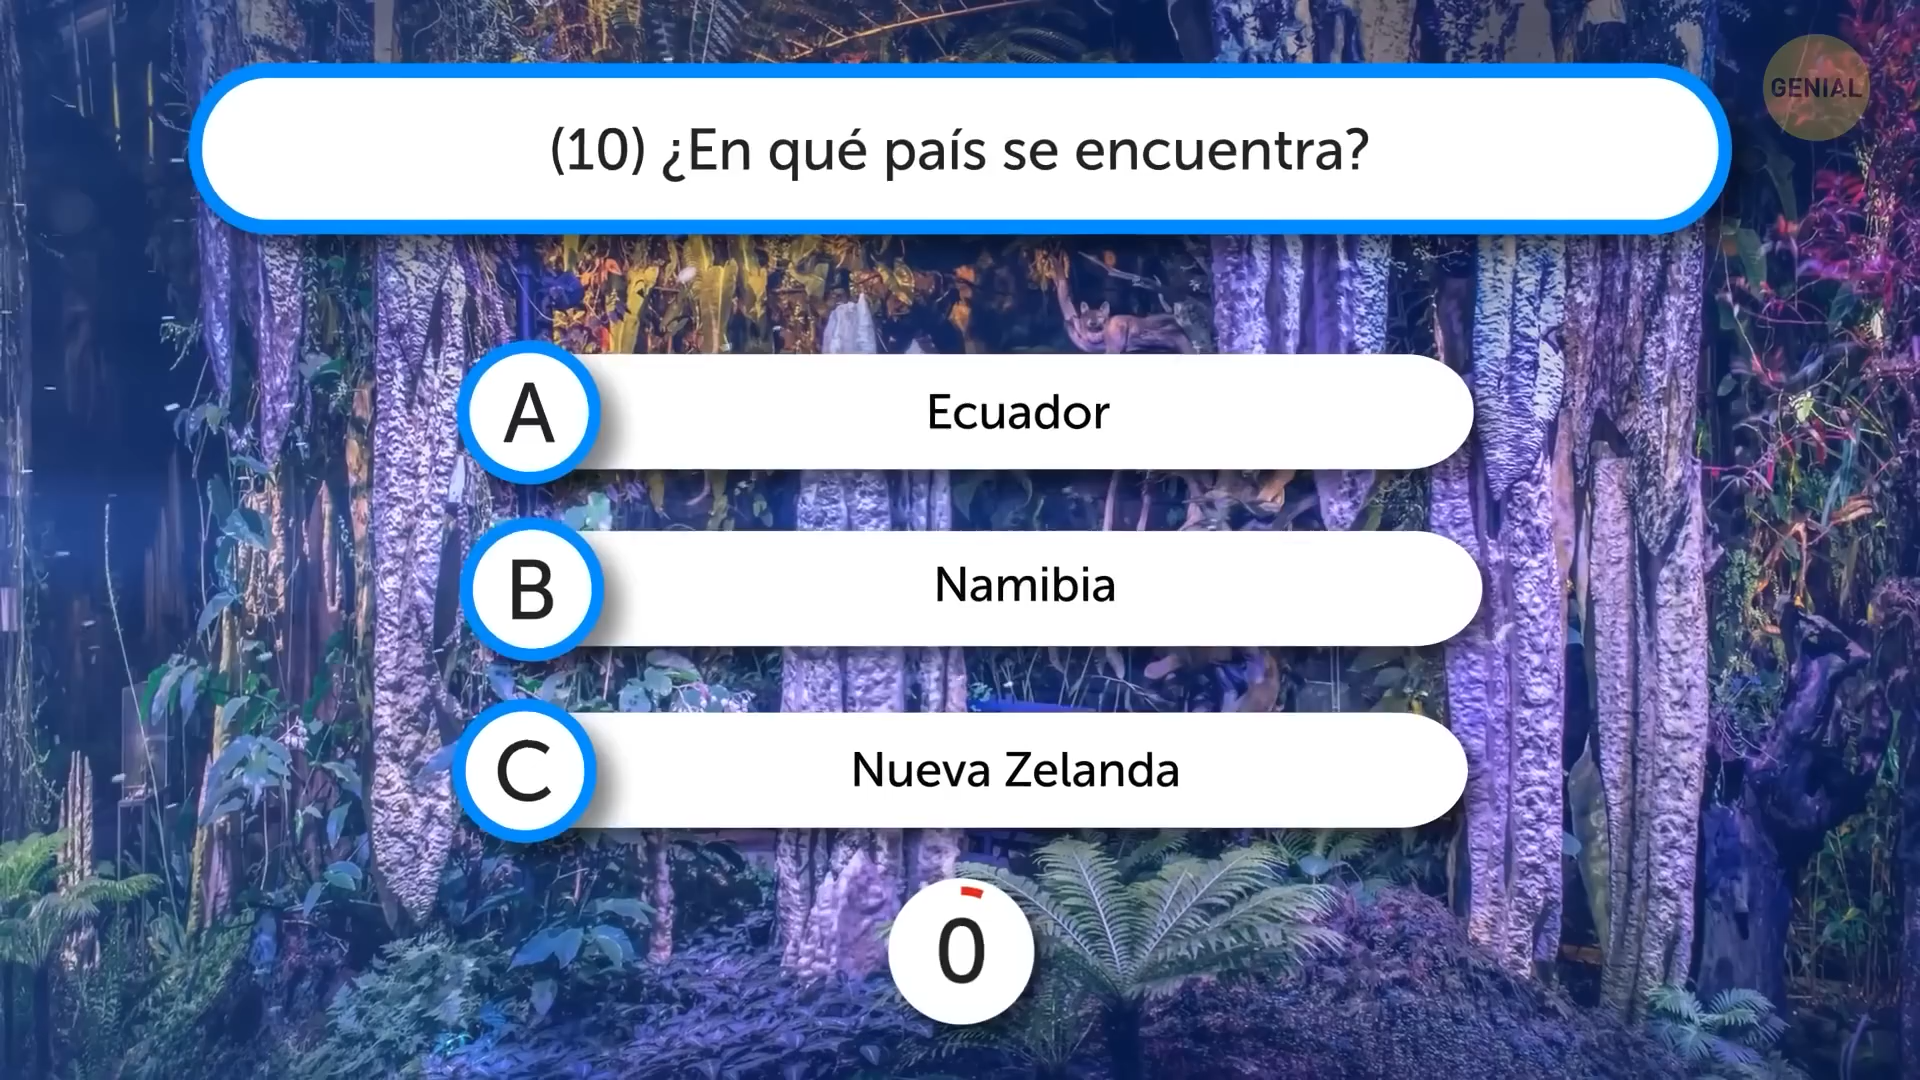 GENIAL
(10) ¿En qué país se encuentra?
A Ecuador
B Namibia
C Nueva Zelanda
0